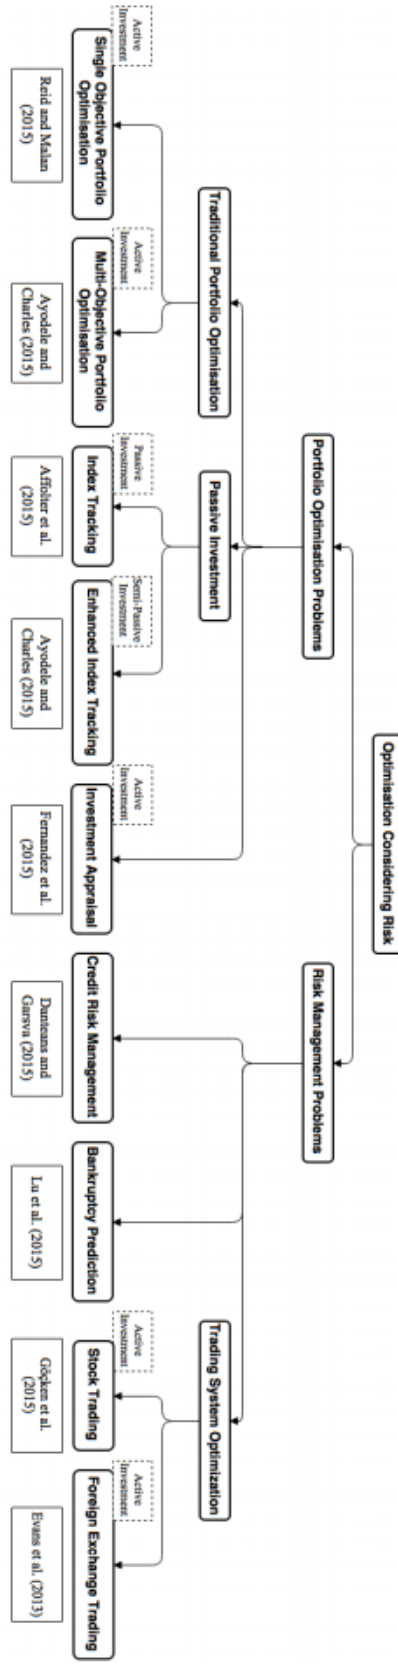 Optimisation Considering Risk
Portfolio Optimisation Problems
Risk Management Problems
Traditional Portfolio Optimisation
Passive Investment
Trading System Optimization
Active
Investment
Single Objective Portfolio
Optimisation
Reid and Malan
(2015)
Active
Investment
Multi-Objective Portfolio
Optimisation
Ayodele and
Charles (2015)
Passive
Investment
Index Tracking
Affolter et al.
(2015)
Semi-Passive
Investment
Enhanced Index Tracking
Ayodele and
Charles (2015)
Active
Investment
Investment Appraisal
Fernandez et al.
(2015)
Credit Risk Management
Danteans and
Garsva (2015)
Bankruptcy Prediction
Lu et al. (2015)
Active
Investment
Stock Trading
Göçken et al.
(2015)
Active
Investment
Foreign Exchange Trading
Evans et al. (2013)